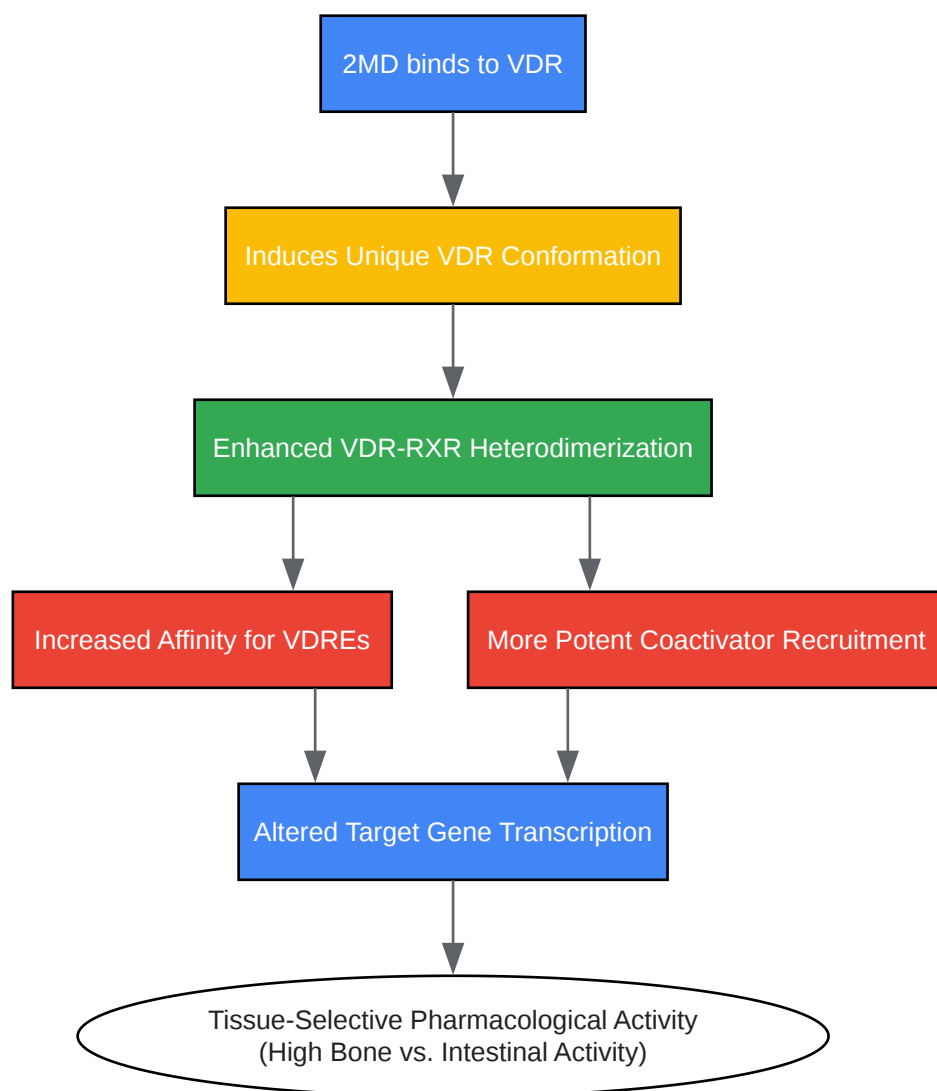 2MD binds to VDR
Induces Unique VDR Conformation
Enhanced VDR-RXR Heterodimerization
Increased Affinity for VDREs
More Potent Coactivator Recruitment
Altered Target Gene Transcription
Tissue-Selective Pharmacological Activity
(High Bone vs. Intestinal Activity)